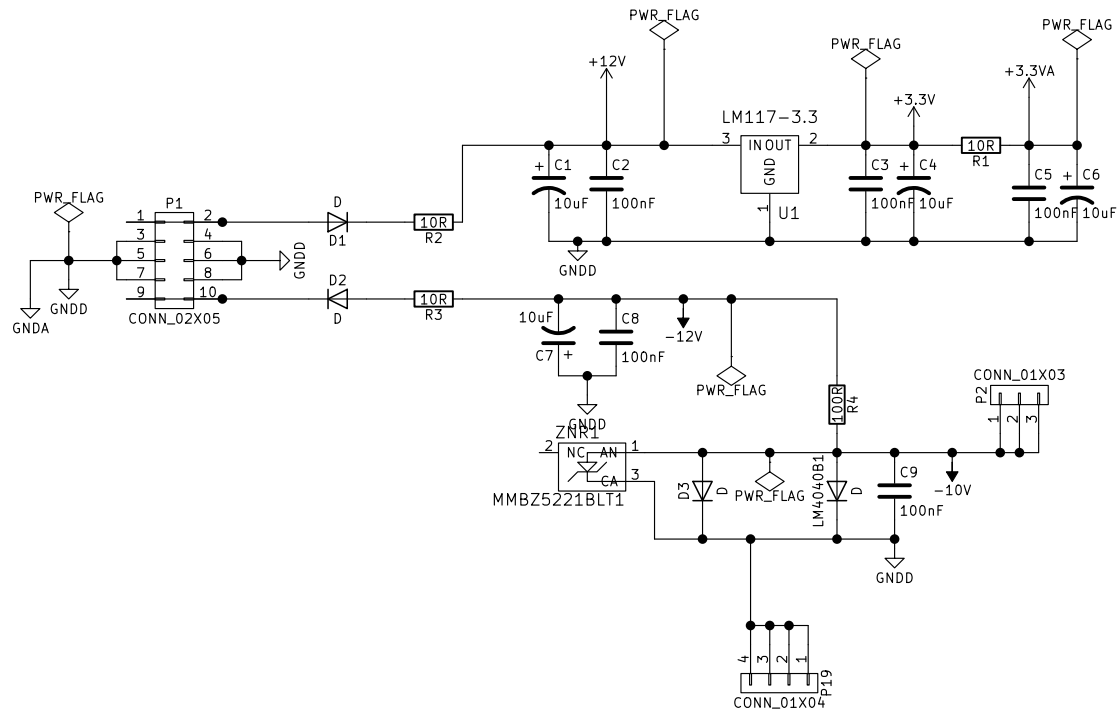 PWR_FLAG
PWR_FLAG
PWR_FLAG
+12V
+3.3VA
+3.3V
LM117-3.3
3
IN OUT
2
10R
R1
GND
1
U1
+ C1
10uF
C2
100nF
C3
100nF
+ C4
10uF
C5
100nF
+ C6
10uF
GNDD
PWR_FLAG
P1
1
2
3
4
5
6
7
8
9
10
CONN_02X05
GNDA
GNDD
GNDD
D
D1
10R
R2
D2
D
10R
R3
10uF
C7 +
C8
100nF
-12V
PWR_FLAG
GNDD
100R
R4
CONN_01X03
P2
1
2
3
ZNR1
2
NC
AN
1
CA
3
MMBZ5221BLT1
D3
D
PWR_FLAG
LM4040B1
D
C9
100nF
-10V
GNDD
4
3
2
1
P19
CONN_01X04